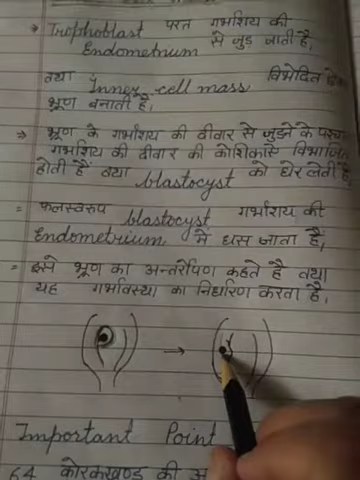 → Trophoblast परत गर्भाशय की
Endometrium से जुड़ जाती है,
तथा Inner cell mass विभेदित
भ्रूण बनाती है,
⇒ भ्रूण के गर्भाशय की दीवार से जुड़ने के
गर्भाशय की दीवार की कोशिकाएं विभाजित
होती हैं तथा blastocyst को घेर लेती है
= फलस्वरूप blastocyst गर्भाशय की
Endometrium में धस जाता है,
= इसे भ्रूण का अन्तर्रोपण कहते है तथा
यह गर्भावस्था का निर्धारण करता है,
Important Point
64. कोरकखण्ड की